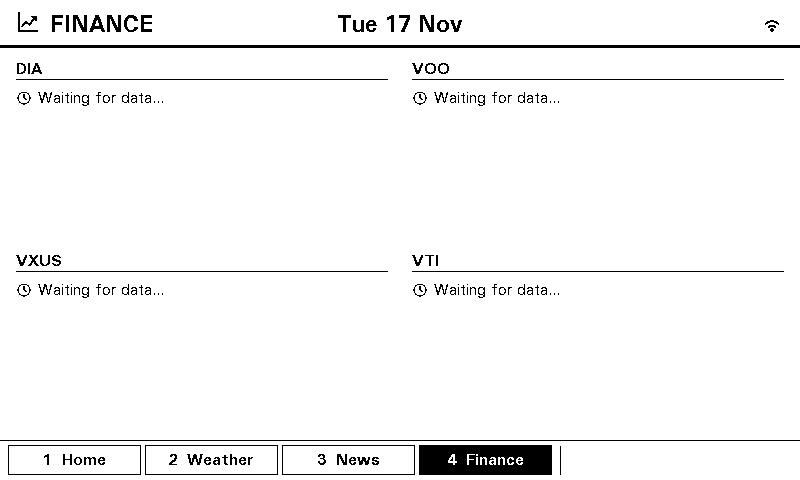 FINANCE
Tue 17 Nov
DIA
Waiting for data...
VOO
Waiting for data...
VXUS
Waiting for data...
VTI
Waiting for data...
1 Home
2 Weather
3 News
4 Finance